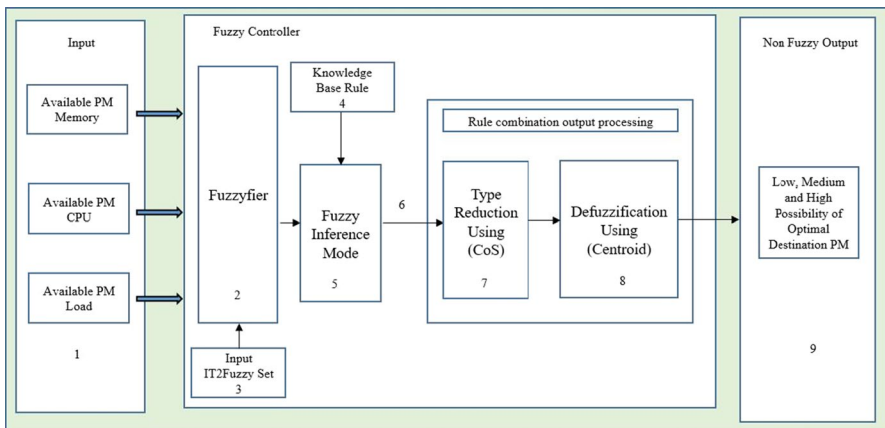 Input
Available PM
Memory
Available PM
CPU
Available PM
Load
1
Fuzzy Controller
Fuzzyfier
2
Input
IT2Fuzzy Set
3
Knowledge
Base Rule
4
Fuzzy
Inference
Mode
5
6
Rule combination output processing
Type
Reduction
Using
(CoS)
7
Defuzzification
Using
(Centroid)
8
Non Fuzzy Output
Low, Medium
and High
Possibility of
Optimal
Destination PM
9